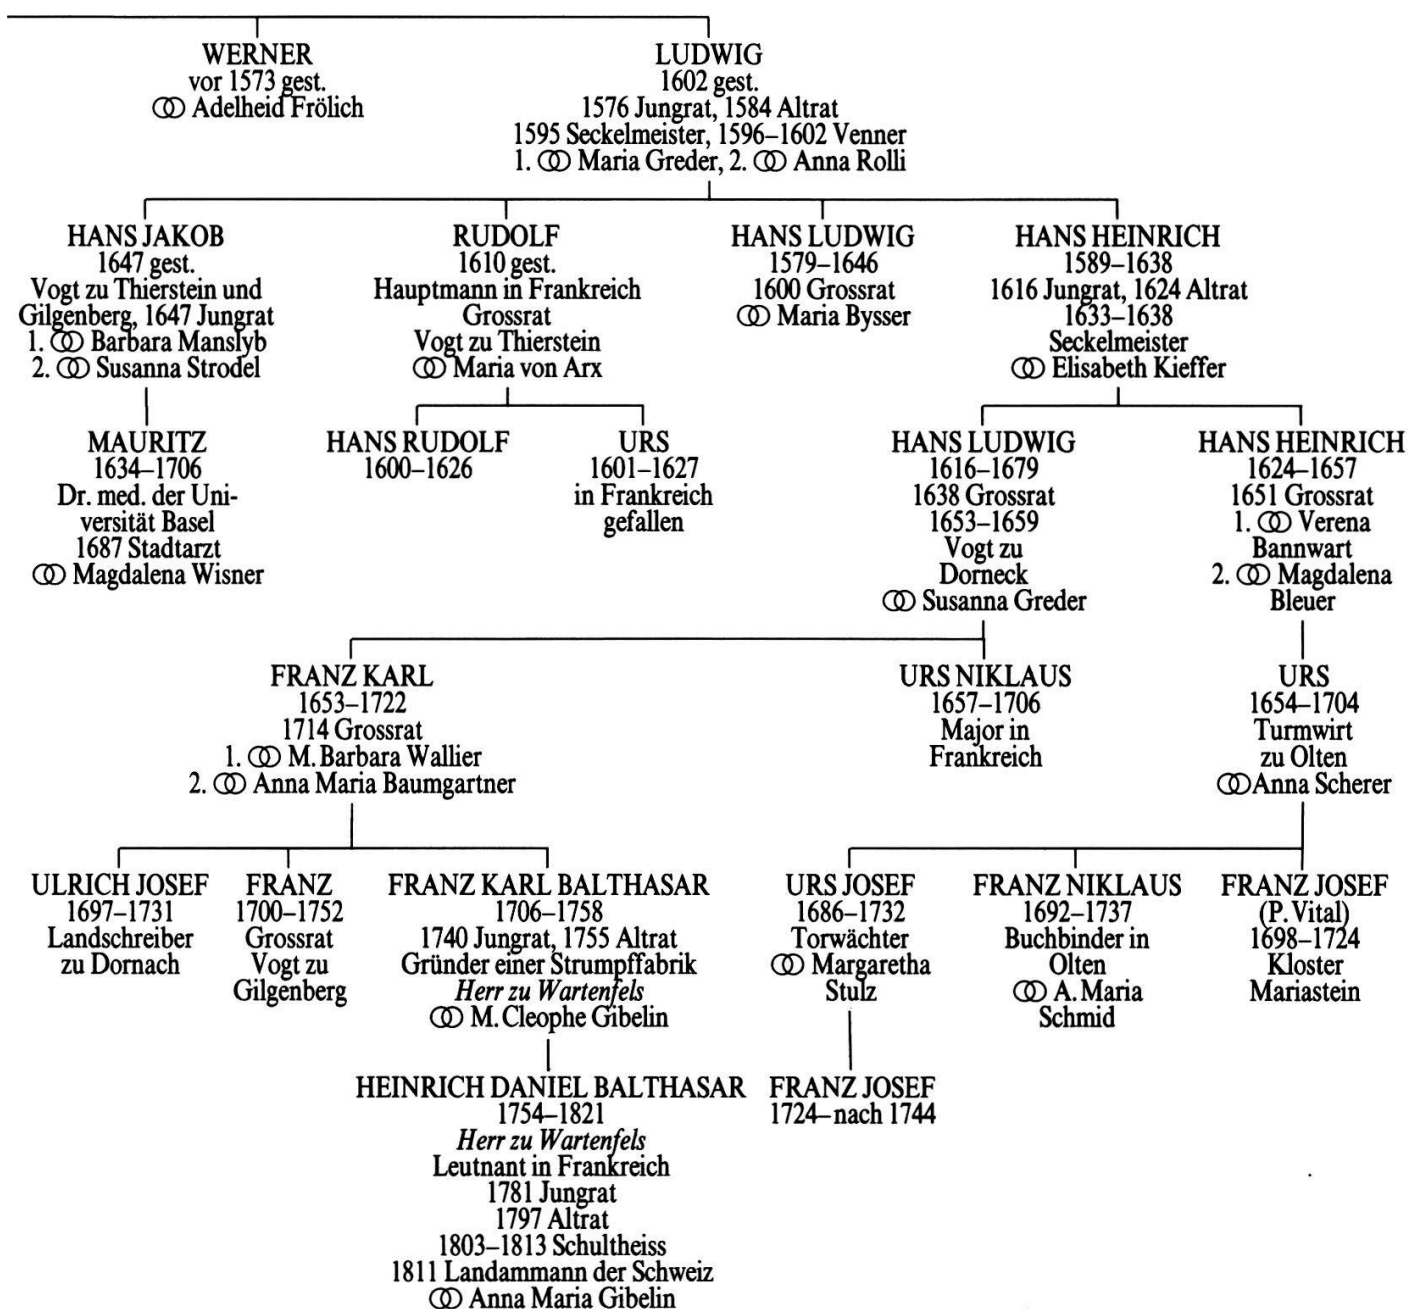 WERNER
vor 1573 gest.
⚭ Adelheid Frölich
LUDWIG
1602 gest.
1576 Jungrat, 1584 Altrat
1595 Seckelmeister, 1596–1602 Venner
1. ⚭ Maria Greder, 2. ⚭ Anna Rolli
HANS JAKOB
1647 gest.
Vogt zu Thierstein und
Gilgenberg, 1647 Jungrat
1. ⚭ Barbara Manslyb
2. ⚭ Susanna Strodel
RUDOLF
1610 gest.
Hauptmann in Frankreich
Grossrat
Vogt zu Thierstein
⚭ Maria von Arx
HANS LUDWIG
1579–1646
1600 Grossrat
⚭ Maria Bysser
HANS HEINRICH
1589–1638
1616 Jungrat, 1624 Altrat
1633–1638
Seckelmeister
⚭ Elisabeth Kieffer
MAURITZ
1634–1706
Dr. med. der Uni-
versität Basel
1687 Stadtarzt
⚭ Magdalena Wisner
HANS RUDOLF
1600–1626
URS
1601–1627
in Frankreich
gefallen
HANS LUDWIG
1616–1679
1638 Grossrat
1653–1659
Vogt zu
Dorneck
⚭ Susanna Greder
HANS HEINRICH
1624–1657
1651 Grossrat
1. ⚭ Verena
Bannwart
2. ⚭ Magdalena
Bleuer
FRANZ KARL
1653–1722
1714 Grossrat
1. ⚭ M. Barbara Wallier
2. ⚭ Anna Maria Baumgartner
URS NIKLAUS
1657–1706
Major in
Frankreich
URS
1654–1704
Turmwirt
zu Olten
⚭ Anna Scherer
ULRICH JOSEF
1697–1731
Landschreiber
zu Dornach
FRANZ
1700–1752
Grossrat
Vogt zu
Gilgenberg
FRANZ KARL BALTHASAR
1706–1758
1740 Jungrat, 1755 Altrat
Gründer einer Strumpffabrik
Herr zu Wartenfels
⚭ M. Cleophe Gibelin
URS JOSEF
1686–1732
Torwächter
⚭ Margaretha
Stulz
FRANZ NIKLAUS
1692–1737
Buchbinder in
Olten
⚭ A. Maria
Schmid
FRANZ JOSEF
(P. Vital)
1698–1724
Kloster
Mariastein
HEINRICH DANIEL BALTHASAR
1754–1821
Herr zu Wartenfels
Leutnant in Frankreich
1781 Jungrat
1797 Altrat
1803–1813 Schultheiss
1811 Landammann der Schweiz
⚭ Anna Maria Gibelin
FRANZ JOSEF
1724–nach 1744